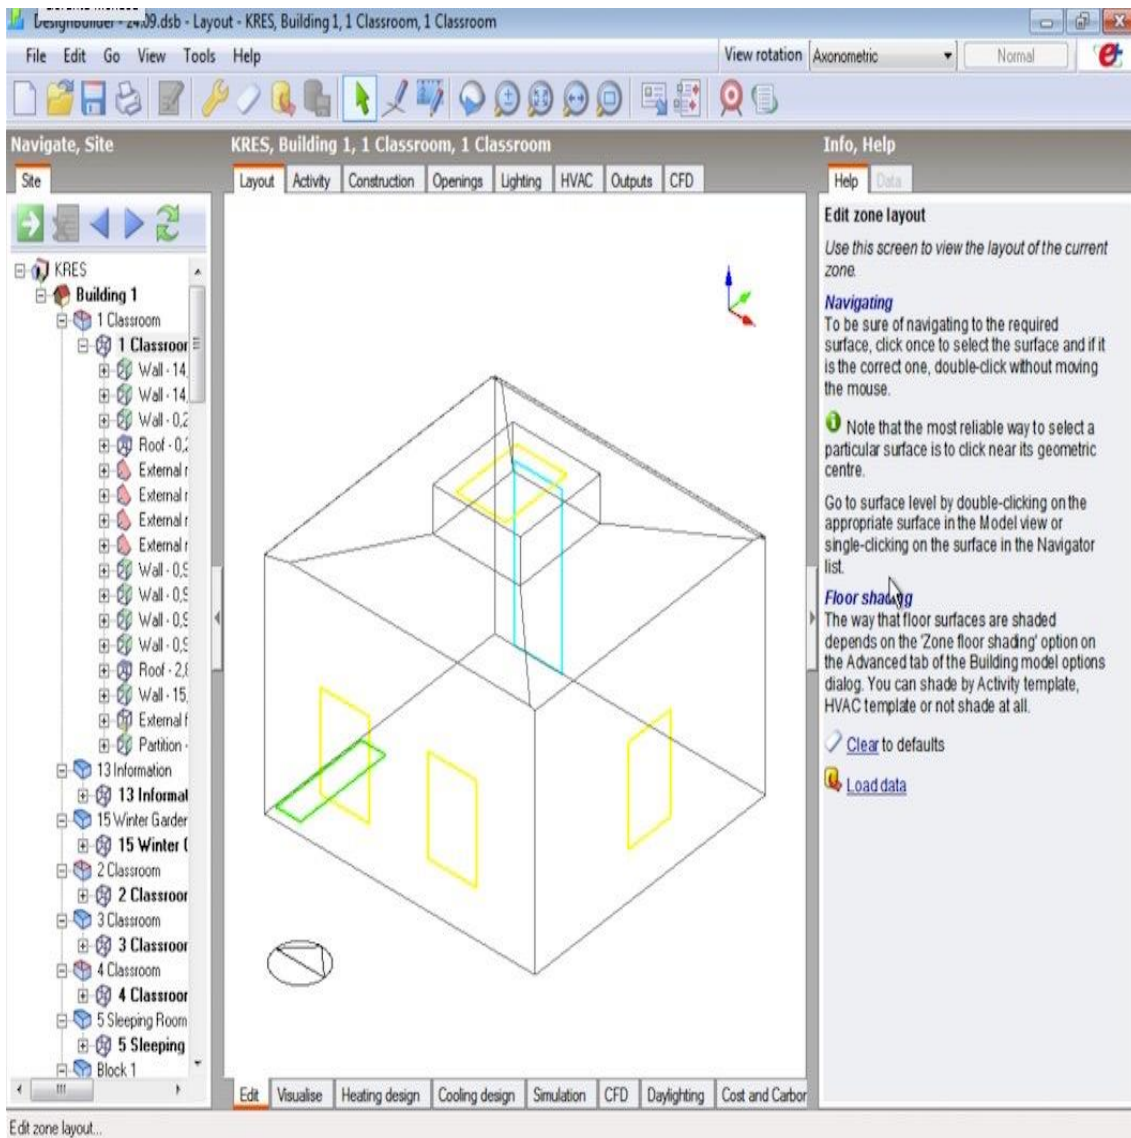 DesignBuilder - 24.09.dsb - Layout - KRES, Building 1, 1 Classroom, 1 Classroom
File Edit Go View Tools Help
View rotation Axonometric Normal
Navigate, Site
Site
KRES
Building 1
1 Classroom
1 Classroor
Wall - 14,
Wall - 14,
Wall - 0,2
Roof - 0,2
External r
External r
External r
External r
Wall - 0,9
Wall - 0,9
Wall - 0,9
Wall - 0,9
Roof - 2,8
Wall - 15,
External f
Partition -
13 Information
13 Informat
15 Winter Garder
15 Winter (
2 Classroom
2 Classroor
3 Classroom
3 Classroor
4 Classroom
4 Classroor
5 Sleeping Room
5 Sleeping
Block 1
KRES, Building 1, 1 Classroom, 1 Classroom
Layout Activity Construction Openings Lighting HVAC Outputs CFD
Edit Visualise Heating design Cooling design Simulation CFD Daylighting Cost and Carbor
Info, Help
Help Data
Edit zone layout
Use this screen to view the layout of the current
zone.
Navigating
To be sure of navigating to the required
surface, click once to select the surface and if it
is the correct one, double-click without moving
the mouse.
Note that the most reliable way to select a
particular surface is to click near its geometric
centre.
Go to surface level by double-clicking on the
appropriate surface in the Model view or
single-clicking on the surface in the Navigator
list.
Floor shading
The way that floor surfaces are shaded
depends on the 'Zone floor shading' option on
the Advanced tab of the Building model options
dialog. You can shade by Activity template,
HVAC template or not shade at all.
Clear to defaults
Load data
Edit zone layout...